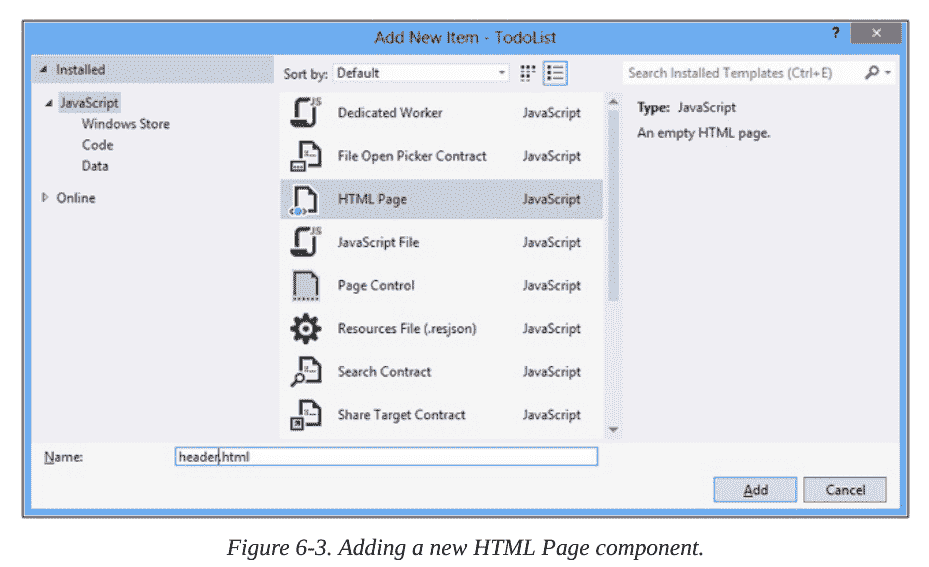 Add New Item - TodoList
?
Installed
JavaScript
Windows Store
Code
Data
Online
Sort by: Default
Dedicated Worker JavaScript
File Open Picker Contract JavaScript
HTML Page JavaScript
JavaScript File JavaScript
Page Control JavaScript
Resources File (.resjson) JavaScript
Search Contract JavaScript
Share Target Contract JavaScript
Search Installed Templates (Ctrl+E)
Type: JavaScript
An empty HTML page.
Name: header.html
Add Cancel
Figure 6-3. Adding a new HTML Page component.